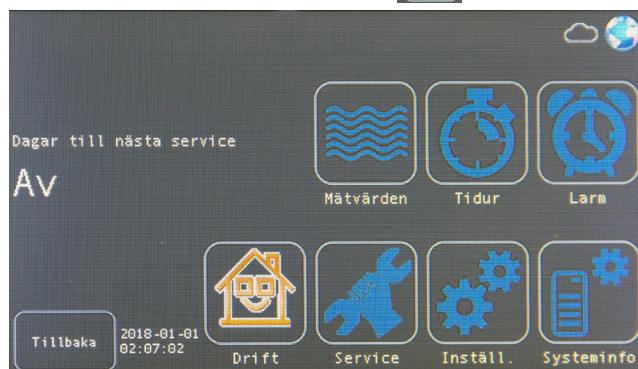 Dagar till nästa service
Av
Mätvärden
Tidur
Larm
Tillbaka
2018-01-01
02:07:02
Drift
Service
Inställ.
Systeminfo